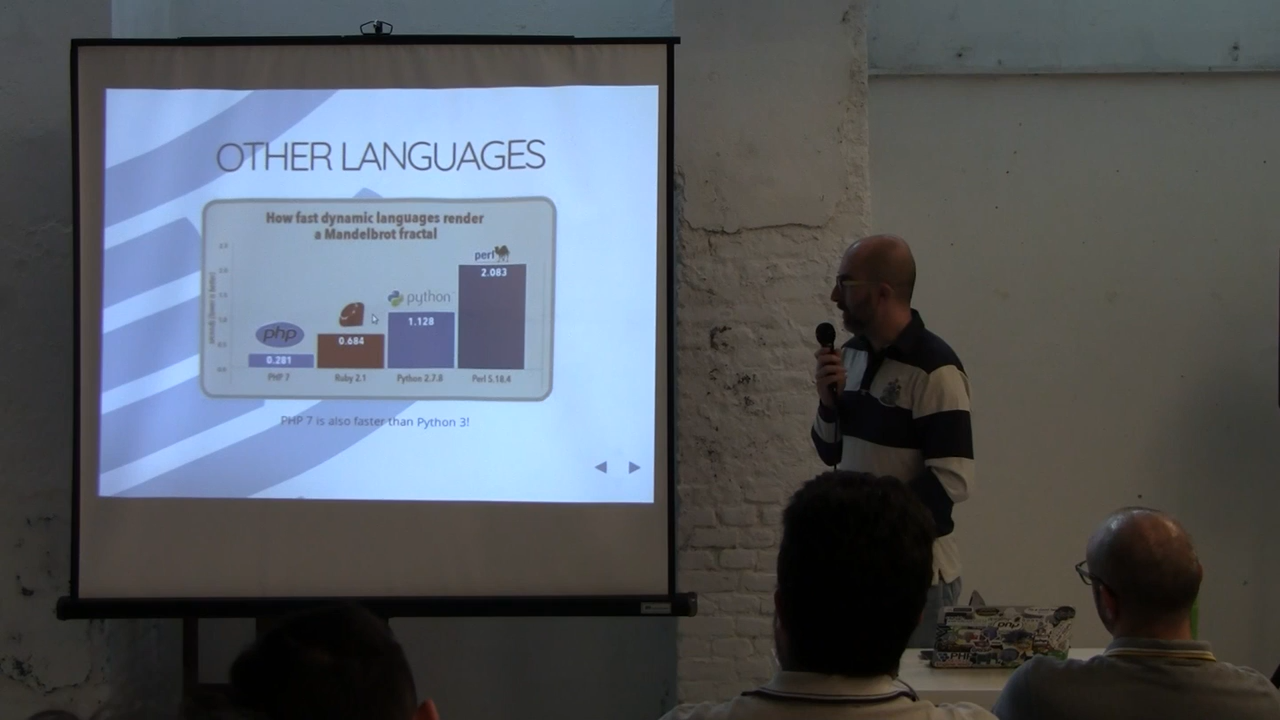 OTHER LANGUAGES
How fast dynamic languages render
a Mandelbrot fractal
perl
2.083
python
1.128
php
0.684
0.281
PHP 7
Ruby 2.1
Python 2.7.8
Perl 5.18.4
PHP 7 is also faster than Python 3!
php